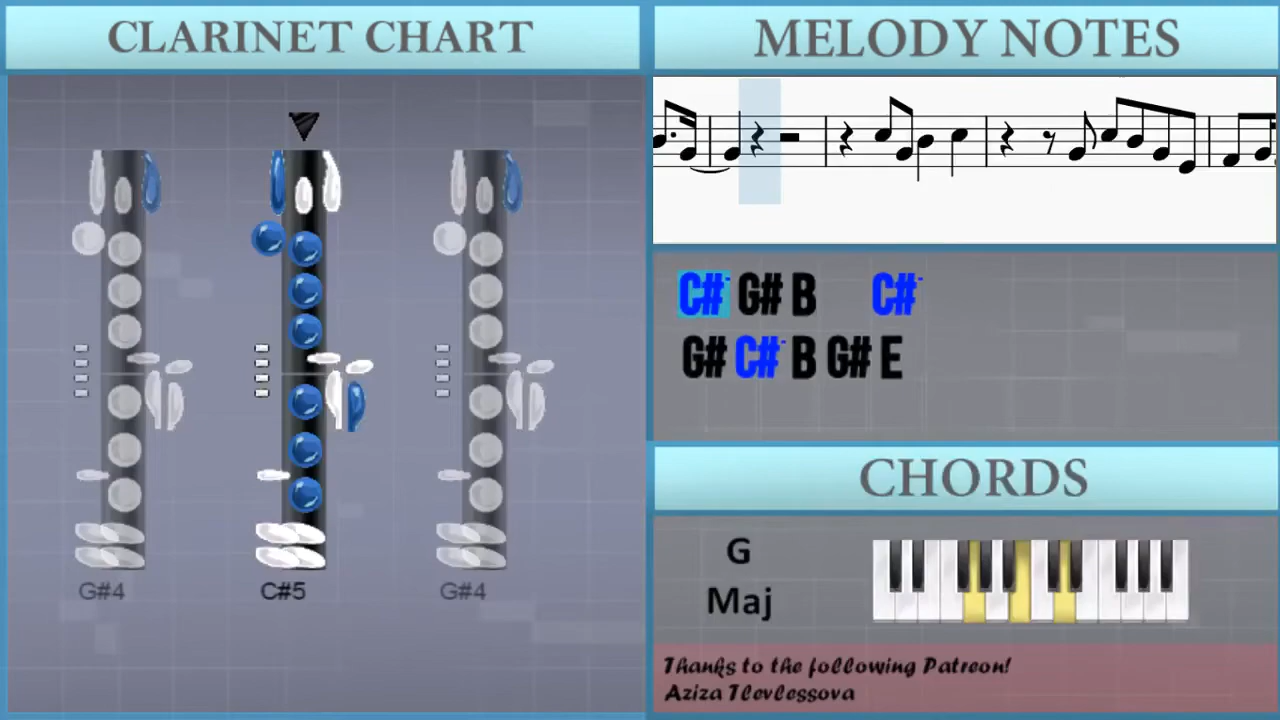 CLARINET CHART
G#4 C#5 G#4
MELODY NOTES
C#- G# B C#-
G# C#- B G# E
CHORDS
G
Maj
Thanks to the following Patreon!
Aziza Tlevlessova